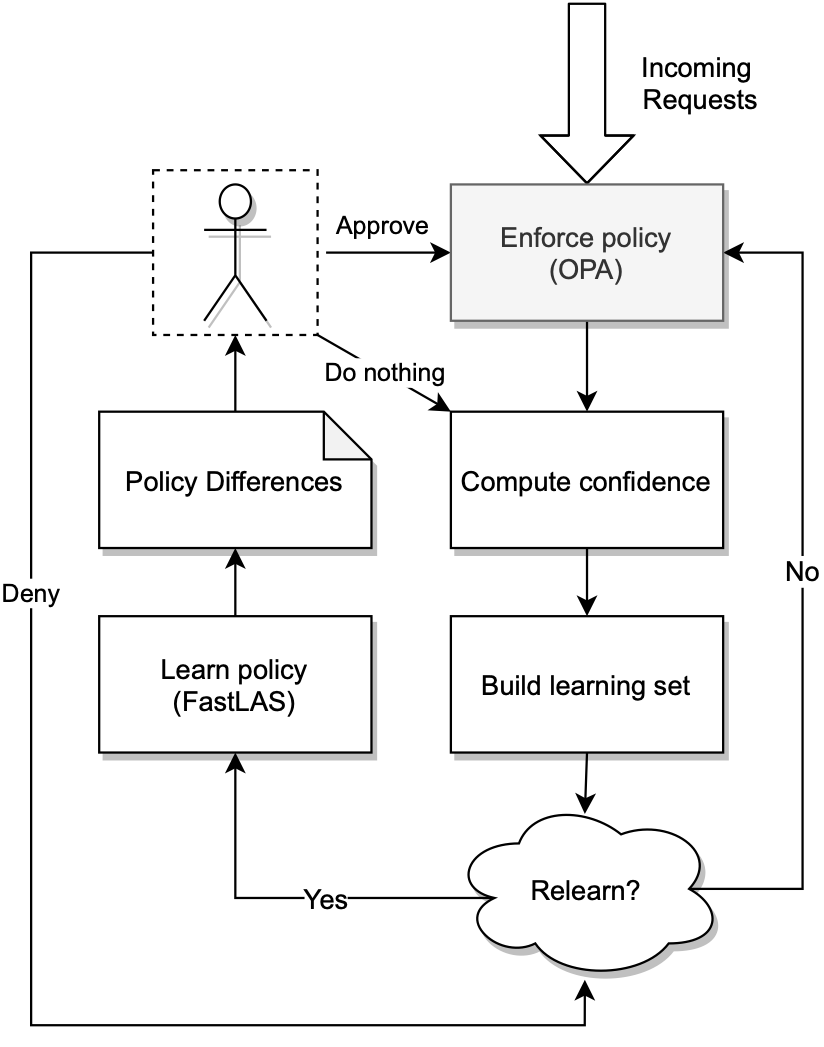 Incoming
Requests
Approve
Enforce policy
(OPA)
Do nothing
Policy Differences
Compute confidence
No
Deny
Learn policy
(FastLAS)
Build learning set
Relearn?
Yes